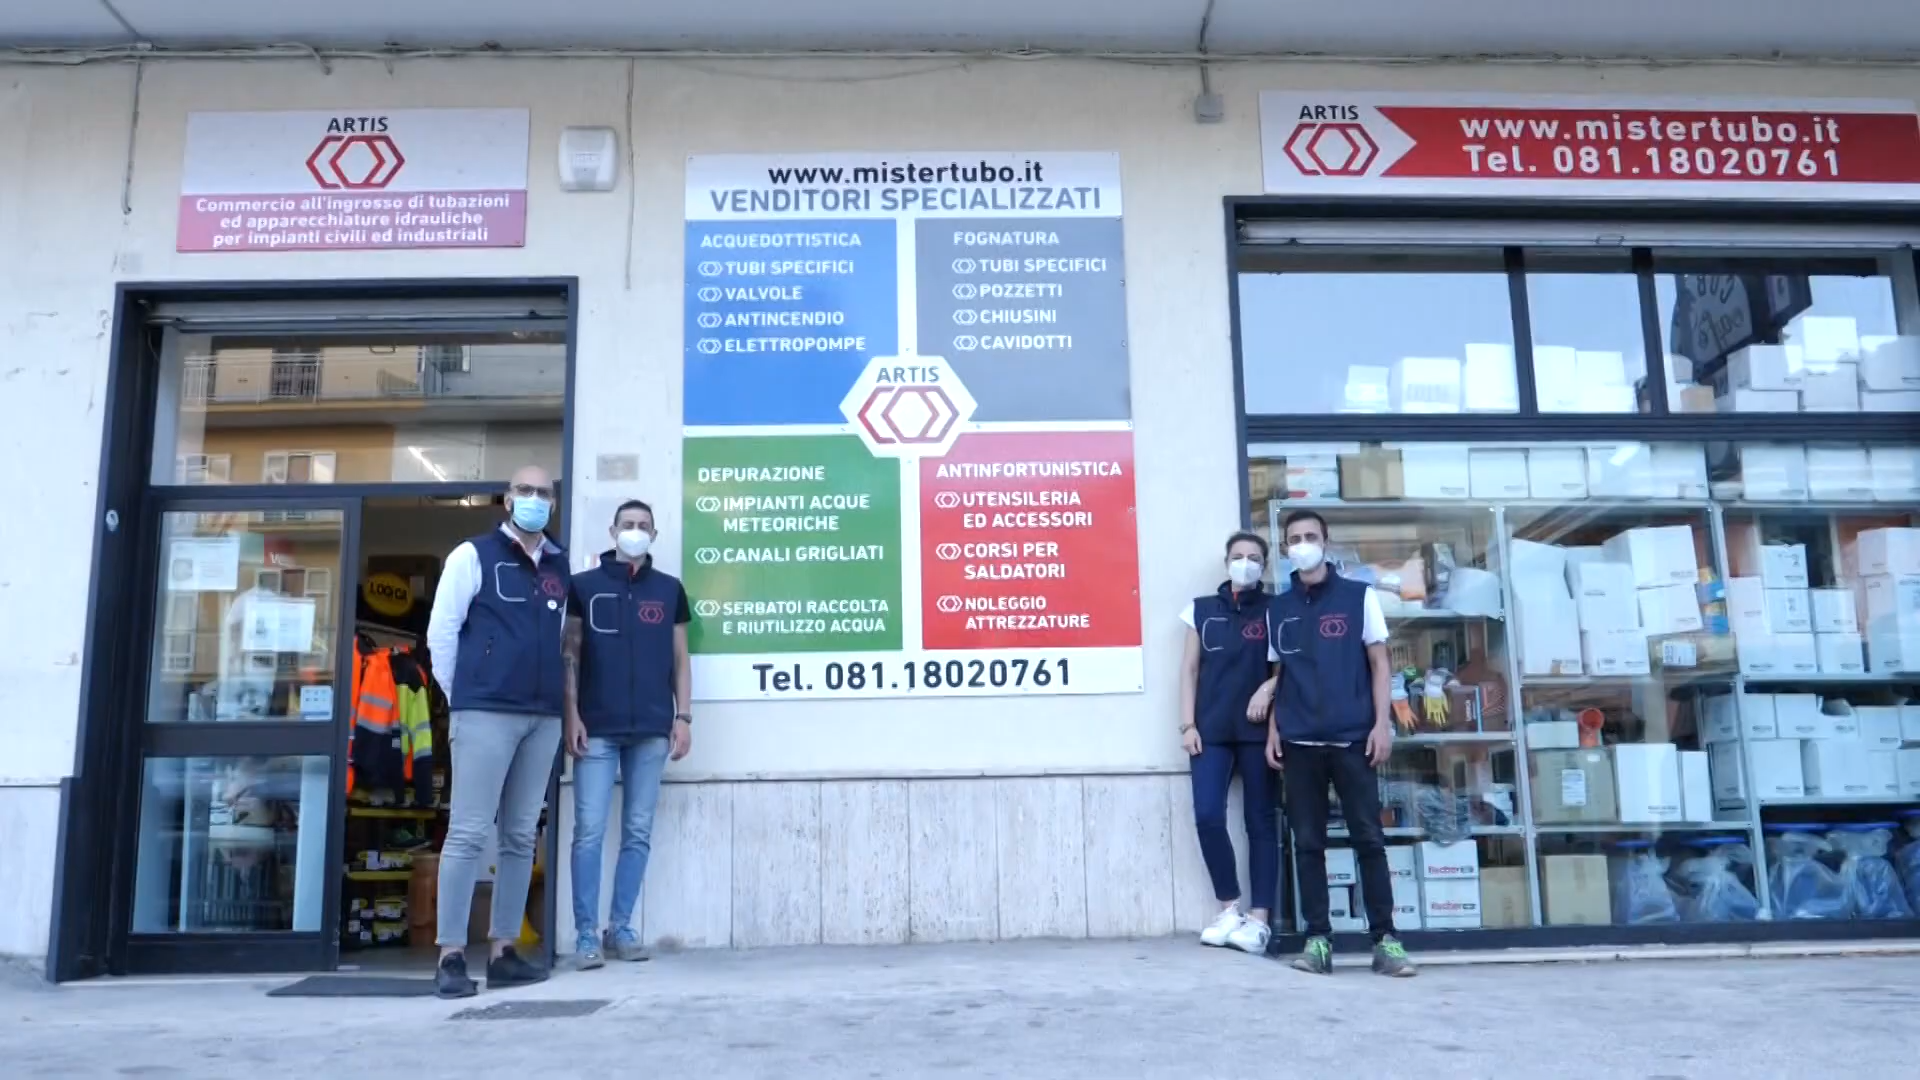 ARTIS
Commercio all'ingrosso di tubazioni
ed apparecchiature idrauliche
per impianti civili ed industriali
www.mistertubo.it
VENDITORI SPECIALIZZATI
ACQUEDOTTISTICA
TUBI SPECIFICI
VALVOLE
ANTINCENDIO
ELETTROPOMPE
FOGNATURA
TUBI SPECIFICI
POZZETTI
CHIUSINI
CAVIDOTTI
ARTIS
DEPURAZIONE
IMPIANTI ACQUE
METEORICHE
CANALI GRIGLIATI
SERBATOI RACCOLTA
E RIUTILIZZO ACQUA
ANTINFORTUNISTICA
UTENSILERIA
ED ACCESSORI
CORSI PER
SALDATORI
NOLEGGIO
ATTREZZATURE
Tel. 081.18020761
ARTIS
www.mistertubo.it
Tel. 081.18020761
LOGICA
fischer
fischer